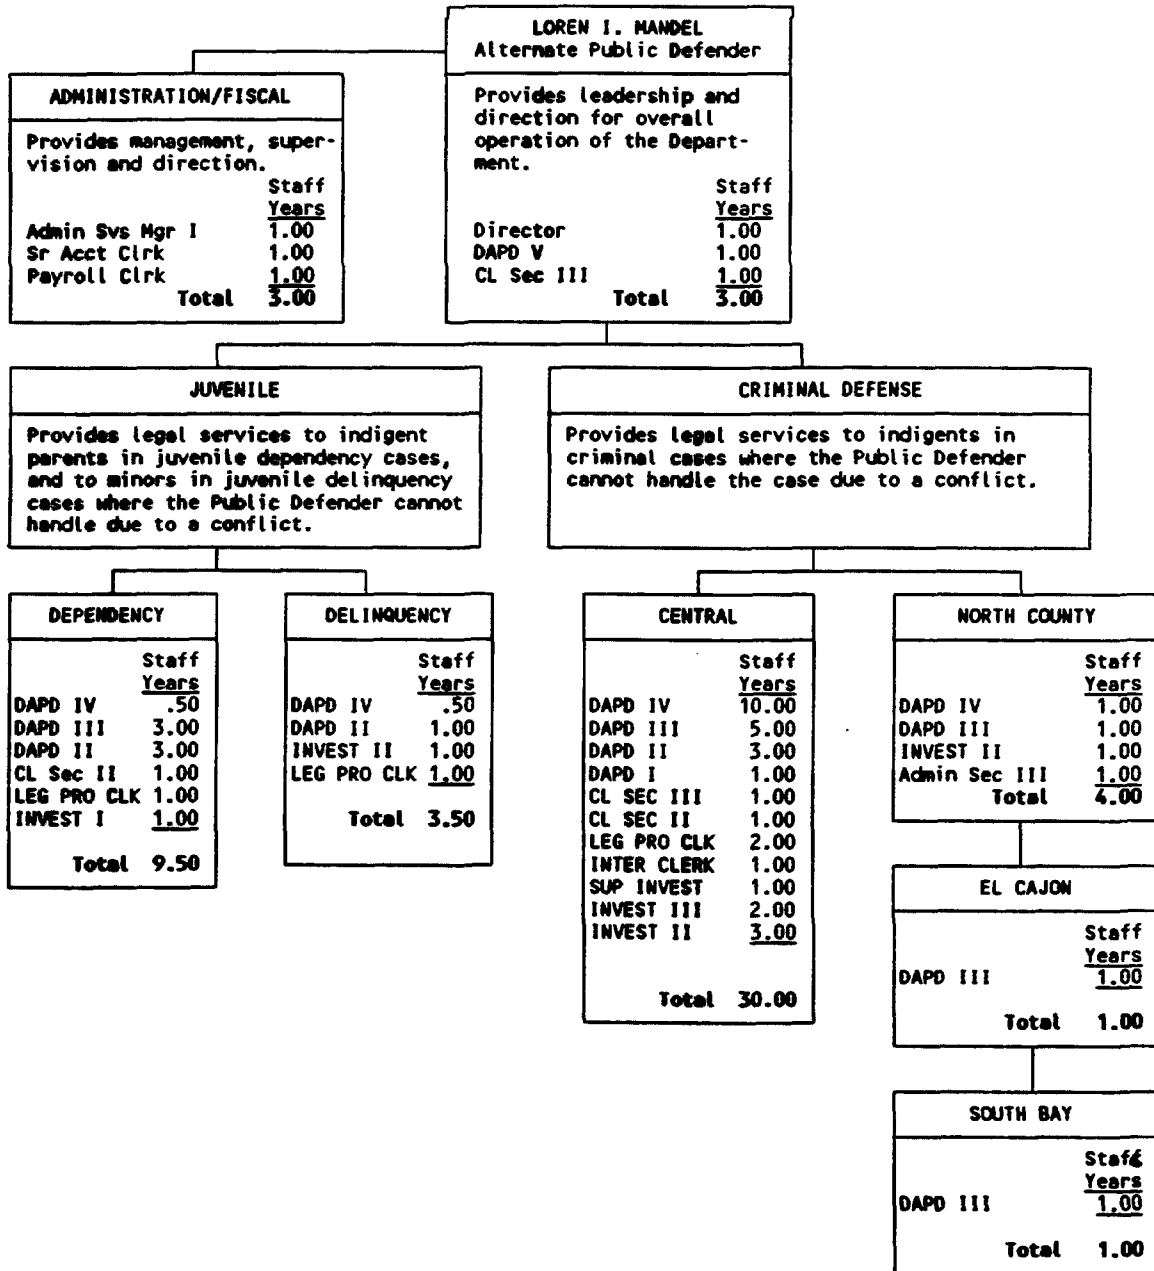 LOREN I. MANDEL
Alternate Public Defender
Provides leadership and
direction for overall
operation of the Depart-
ment.
Staff
Years
Director 1.00
DAPD V 1.00
CL Sec III 1.00
Total 3.00
ADMINISTRATION/FISCAL
Provides management, super-
vision and direction.
Staff
Years
Admin Svs Mgr I 1.00
Sr Acct Clrk 1.00
Payroll Clrk 1.00
Total 3.00
JUVENILE
Provides legal services to indigent
parents in juvenile dependency cases,
and to minors in juvenile delinquency
cases where the Public Defender cannot
handle due to a conflict.
CRIMINAL DEFENSE
Provides legal services to indigents in
criminal cases where the Public Defender
cannot handle the case due to a conflict.
DEPENDENCY
Staff
Years
DAPD IV .50
DAPD III 3.00
DAPD II 3.00
CL Sec II 1.00
LEG PRO CLK 1.00
INVEST I 1.00
Total 9.50
DELINQUENCY
Staff
Years
DAPD IV .50
DAPD II 1.00
INVEST II 1.00
LEG PRO CLK 1.00
Total 3.50
CENTRAL
Staff
Years
DAPD IV 10.00
DAPD III 5.00
DAPD II 3.00
DAPD I 1.00
CL SEC III 1.00
CL SEC II 1.00
LEG PRO CLK 2.00
INTER CLERK 1.00
SUP INVEST 1.00
INVEST III 2.00
INVEST II 3.00
Total 30.00
NORTH COUNTY
Staff
Years
DAPD IV 1.00
DAPD III 1.00
INVEST II 1.00
Admin Sec III 1.00
Total 4.00
EL CAJON
Staff
Years
DAPD III 1.00
Total 1.00
SOUTH BAY
Staff
Years
DAPD III 1.00
Total 1.00